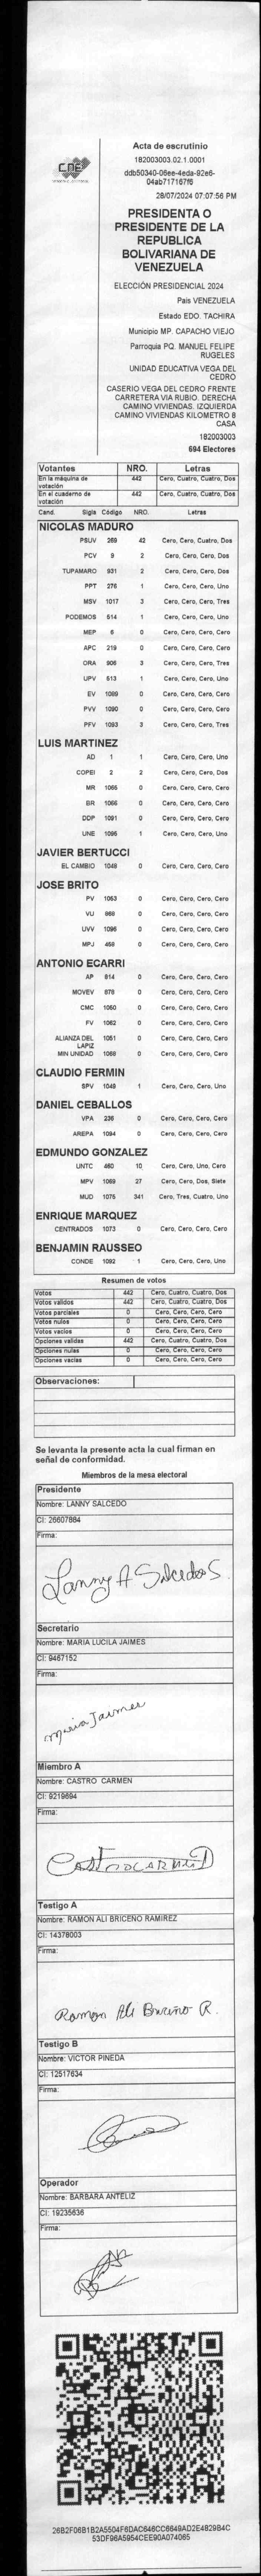 cne
Acta de escrutinio
182003003.02.1.0001
ddb50340-06ee-4eda-92e6-
04ab717167f6
28/07/2024 07:07:56 PM
PRESIDENTA O
PRESIDENTE DE LA
REPUBLICA
BOLIVARIANA DE
VENEZUELA
ELECCIÓN PRESIDENCIAL 2024
País VENEZUELA
Estado EDO. TACHIRA
Municipio MP. CAPACHO VIEJO
Parroquia PQ. MANUEL FELIPE
RUGELES
UNIDAD EDUCATIVA VEGA DEL
CEDRO
CASERIO VEGA DEL CEDRO FRENTE
CARRETERA VIA RUBIO. DERECHA
CAMINO VIVIENDAS. IZQUIERDA
CAMINO VIVIENDAS KILOMETRO 8
CASA
182003003
694 Electores
Votantes NRO. Letras
En la máquina de votación 442 Cero, Cuatro, Cuatro, Dos
En el cuaderno de votación 442 Cero, Cuatro, Cuatro, Dos
Cand. Sigla Código NRO. Letras
NICOLAS MADURO
PSUV 269 42 Cero, Cero, Cuatro, Dos
PCV 9 2 Cero, Cero, Cero, Dos
TUPAMARO 931 2 Cero, Cero, Cero, Dos
PPT 276 1 Cero, Cero, Cero, Uno
MSV 1017 3 Cero, Cero, Cero, Tres
PODEMOS 514 1 Cero, Cero, Cero, Uno
MEP 6 0 Cero, Cero, Cero, Cero
APC 219 0 Cero, Cero, Cero, Cero
ORA 906 3 Cero, Cero, Cero, Tres
UPV 513 1 Cero, Cero, Cero, Uno
EV 1089 0 Cero, Cero, Cero, Cero
PVV 1090 0 Cero, Cero, Cero, Cero
PFV 1093 3 Cero, Cero, Cero, Tres
LUIS MARTINEZ
AD 1 1 Cero, Cero, Cero, Uno
COPEI 2 2 Cero, Cero, Cero, Dos
MR 1065 0 Cero, Cero, Cero, Cero
BR 1066 0 Cero, Cero, Cero, Cero
DDP 1091 0 Cero, Cero, Cero, Cero
UNE 1095 1 Cero, Cero, Cero, Uno
JAVIER BERTUCCI
EL CAMBIO 1048 0 Cero, Cero, Cero, Cero
JOSE BRITO
PV 1053 0 Cero, Cero, Cero, Cero
VU 968 0 Cero, Cero, Cero, Cero
UVV 1096 0 Cero, Cero, Cero, Cero
MPJ 458 0 Cero, Cero, Cero, Cero
ANTONIO ECARRI
AP 814 0 Cero, Cero, Cero, Cero
MOVEV 876 0 Cero, Cero, Cero, Cero
CMC 1050 0 Cero, Cero, Cero, Cero
FV 1062 0 Cero, Cero, Cero, Cero
ALIANZA DEL LAPIZ 1051 0 Cero, Cero, Cero, Cero
MIN UNIDAD 1068 0 Cero, Cero, Cero, Cero
CLAUDIO FERMIN
SPV 1049 1 Cero, Cero, Cero, Uno
DANIEL CEBALLOS
VPA 236 0 Cero, Cero, Cero, Cero
AREPA 1094 0 Cero, Cero, Cero, Cero
EDMUNDO GONZALEZ
UNTC 460 10 Cero, Cero, Uno, Cero
MPV 1069 27 Cero, Cero, Dos, Siete
MUD 1075 341 Cero, Tres, Cuatro, Uno
ENRIQUE MARQUEZ
CENTRADOS 1073 0 Cero, Cero, Cero, Cero
BENJAMIN RAUSSEO
CONDE 1092 1 Cero, Cero, Cero, Uno
Resumen de votos
Votos 442 Cero, Cuatro, Cuatro, Dos
Votos válidos 442 Cero, Cuatro, Cuatro, Dos
Votos parciales 0 Cero, Cero, Cero, Cero
Votos nulos 0 Cero, Cero, Cero, Cero
Votos vacíos 0 Cero, Cero, Cero, Cero
Opciones válidas 442 Cero, Cuatro, Cuatro, Dos
Opciones nulas 0 Cero, Cero, Cero, Cero
Opciones vacías 0 Cero, Cero, Cero, Cero
Observaciones:
Se levanta la presente acta la cual firman en
señal de conformidad.
Miembros de la mesa electoral
Presidente
Nombre: LANNY SALCEDO
CI: 26607884
Firma:
Lanny A Salcedo S.
Secretario
Nombre: MARIA LUCILA JAIMES
CI: 9467152
Firma:
Maria Jaimes
Miembro A
Nombre: CASTRO CARMEN
CI: 9219694
Firma:
Castro CARMEN
Testigo A
Nombre: RAMON ALI BRICENO RAMIREZ
CI: 14378003
Firma:
Ramon Ali Briceño R.
Testigo B
Nombre: VICTOR PINEDA
CI: 12517634
Firma:
Operador
Nombre: BARBARA ANTELIZ
CI: 19235636
Firma:
26B2F06B1B2A5504F6DAC646CC6649AD2E4829B4C
53DF96A5954CEE90A074065